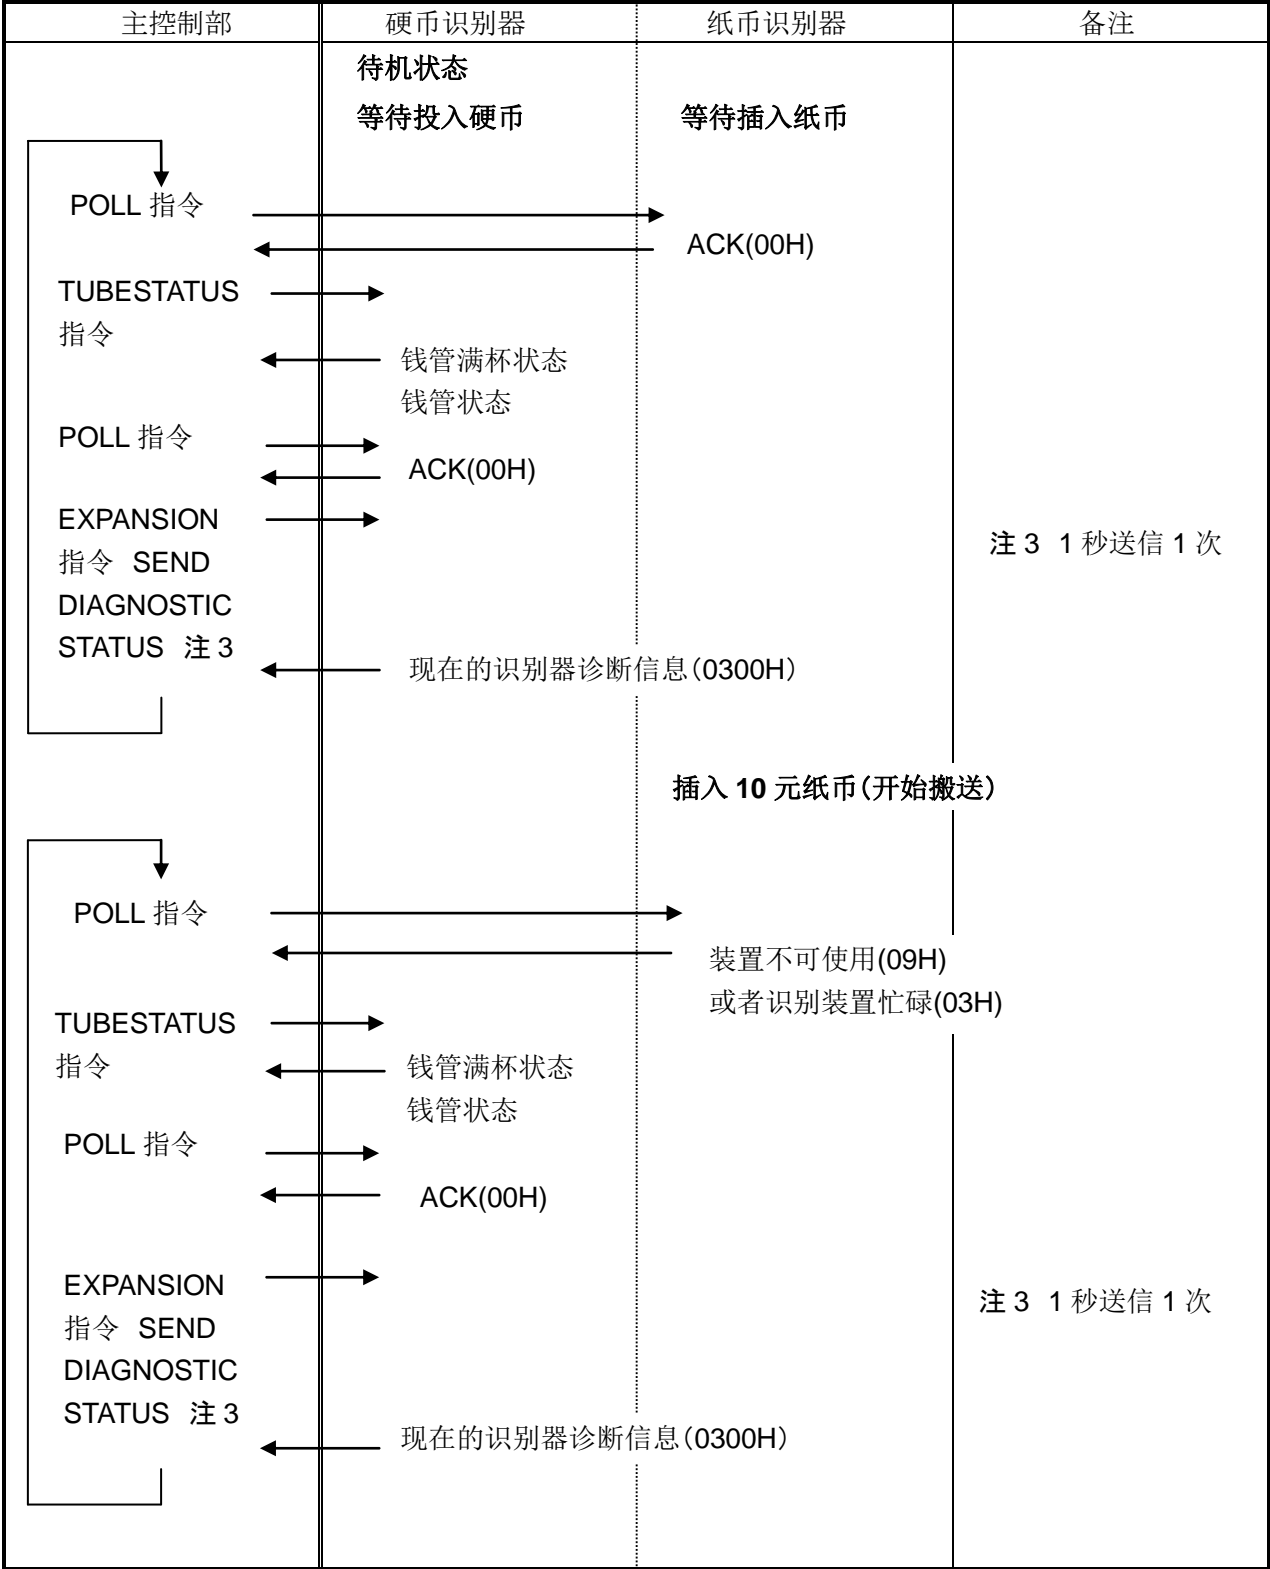 主控制部 硬币识别器 纸币识别器 备注
待机状态
等待投入硬币 等待插入纸币
POLL 指令
ACK(00H)
TUBESTATUS
指令
钱管满杯状态
钱管状态
POLL 指令
ACK(00H)
EXPANSION
指令 SEND
DIAGNOSTIC
STATUS 注 3
注 3 1 秒送信 1 次
现在的识别器诊断信息(0300H)
插入 10 元纸币(开始搬送)
POLL 指令
装置不可使用(09H)
或者识别装置忙碌(03H)
TUBESTATUS
指令
钱管满杯状态
钱管状态
POLL 指令
ACK(00H)
EXPANSION
指令 SEND
DIAGNOSTIC
STATUS 注 3
注 3 1 秒送信 1 次
现在的识别器诊断信息(0300H)